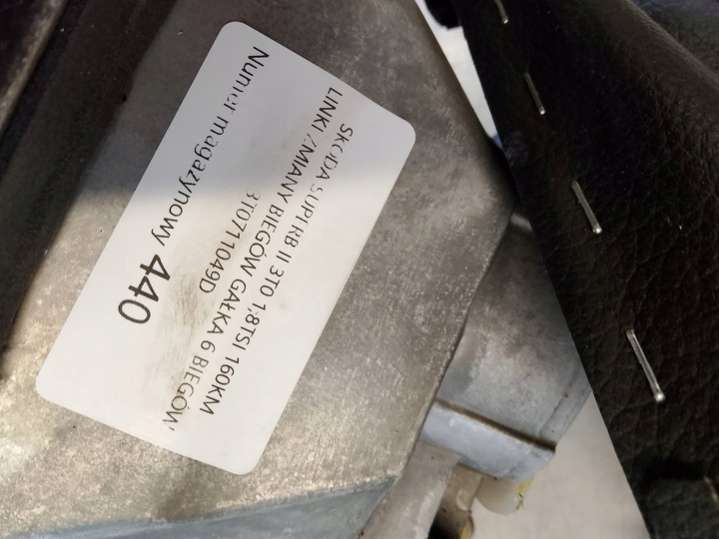 SKODA SUPERB II 3T0 1,8TSI 160KM
LINKI ZMIANY BIEGÓW GAŁKA 6 BIEGÓW
3T0711049D
Numer magazynowy 440